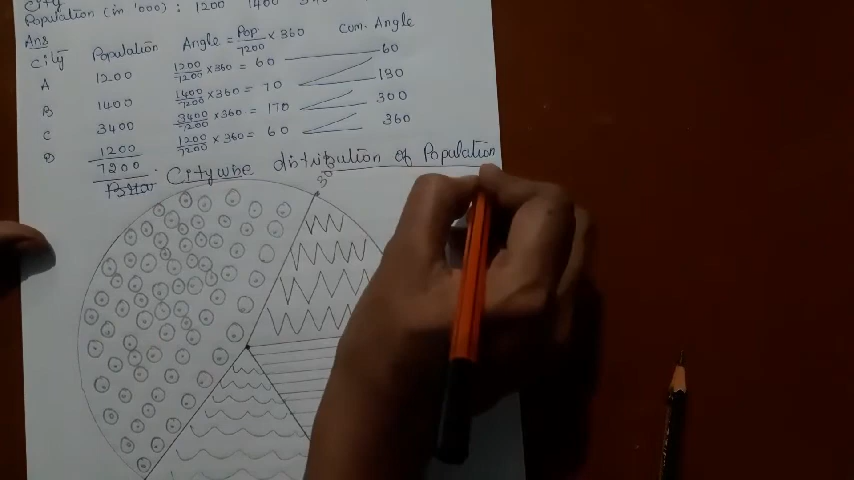 City
Population (in '000) : 1200 1400
Ans
City Population Angle = Pop/7200 x 360 Com. Angle
A 1200 1200/7200 x 360 = 60 60
B 1400 1400/7200 x 360 = 70 130
C 3400 3400/7200 x 360 = 170 300
D 1200 1200/7200 x 360 = 60 360
7200
Citywise distribution of Population